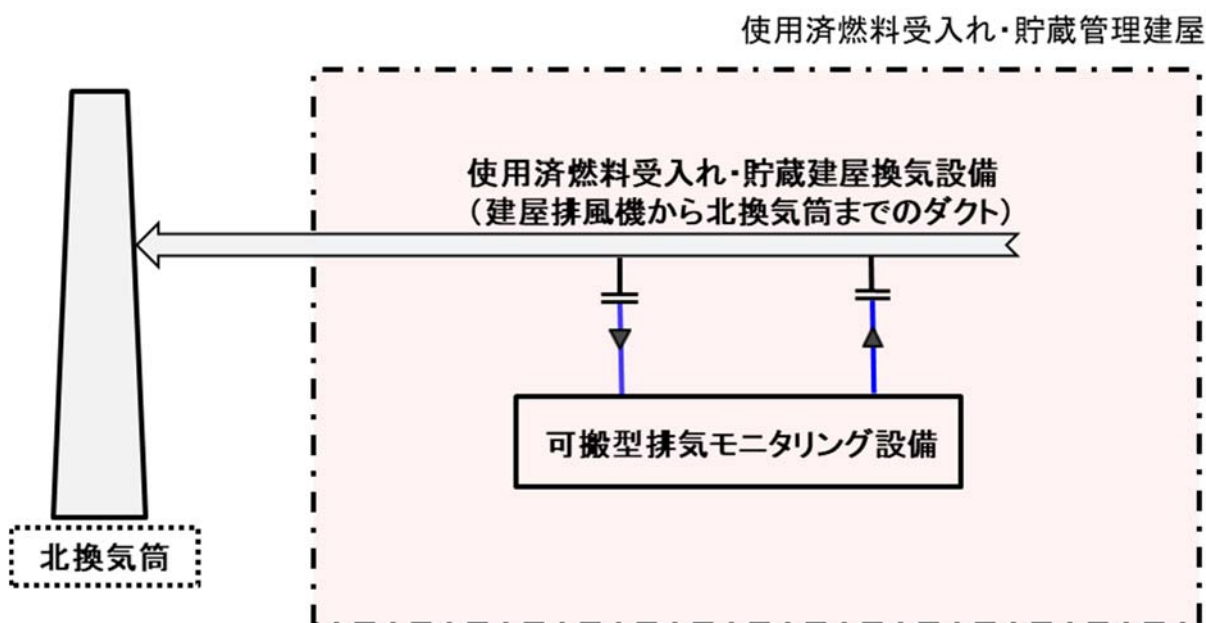 使用済燃料受入れ・貯蔵管理建屋
使用済燃料受入れ・貯蔵建屋換気設備
（建屋排風機から北換気筒までのダクト）
可搬型排気モニタリング設備
北換気筒